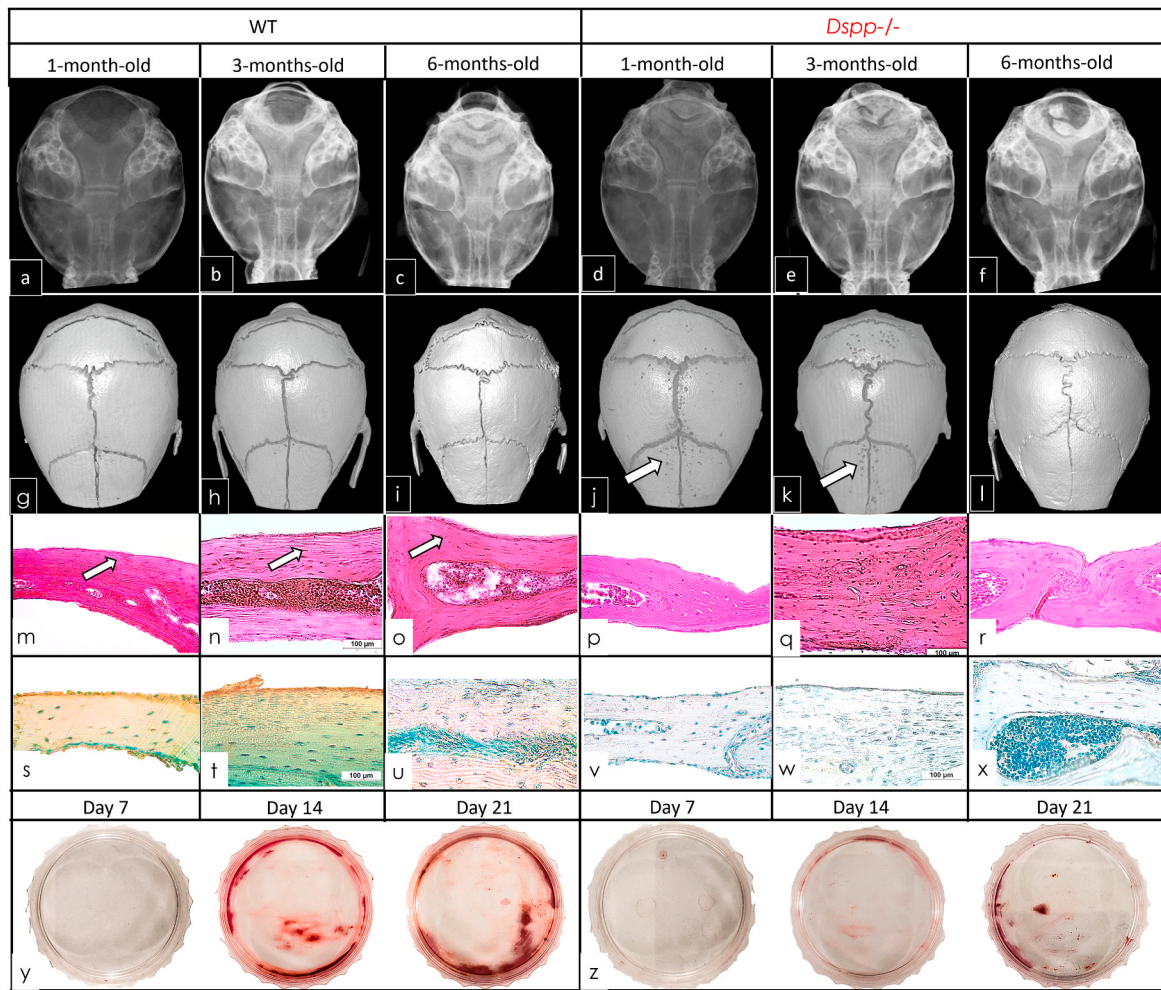 WT Dspp-/-
1-month-old 3-months-old 6-months-old 1-month-old 3-months-old 6-months-old
a b c d e f
g h i j k l
100 µm 100 µm
m n o p q r
100 µm 100 µm
s t u v w x
Day 7 Day 14 Day 21 Day 7 Day 14 Day 21
y z